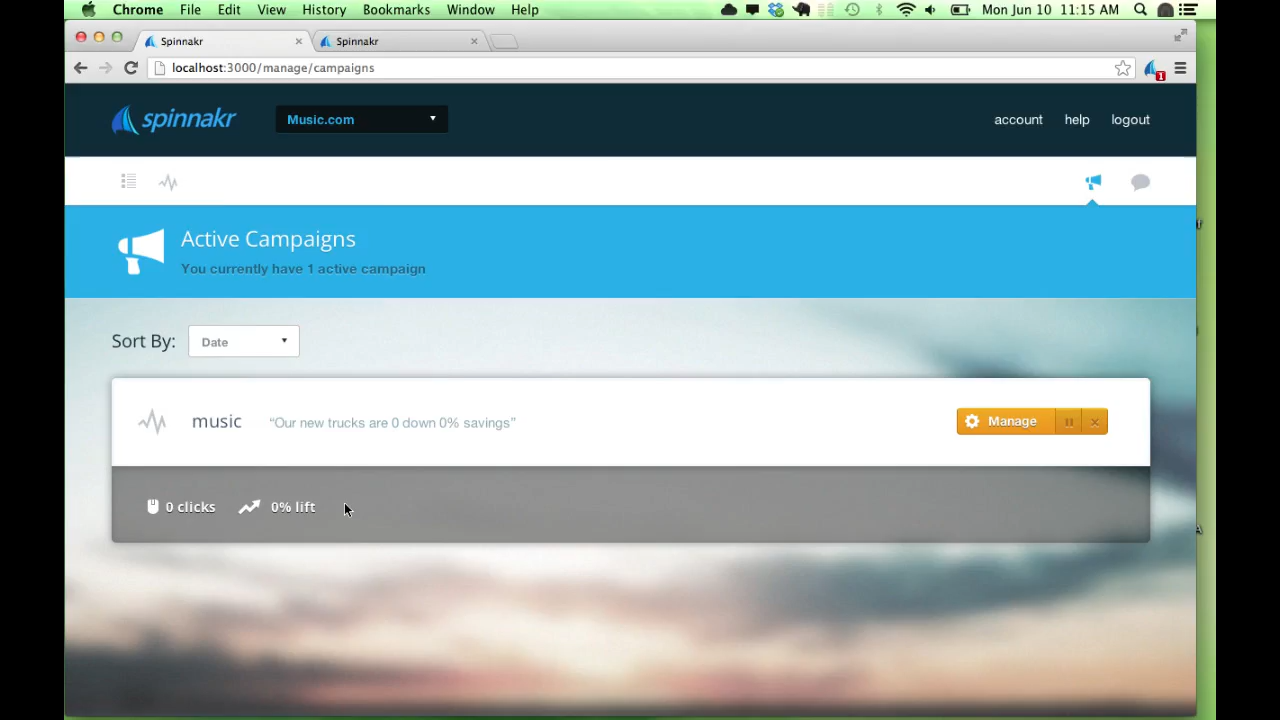 Chrome File Edit View History Bookmarks Window Help Mon Jun 10 11:15 AM
Spinnakr Spinnakr
localhost:3000/manage/campaigns 1
spinnakr Music.com account help logout
Active Campaigns
You currently have 1 active campaign
Sort By: Date
music “Our new trucks are 0 down 0% savings” Manage
0 clicks 0% lift